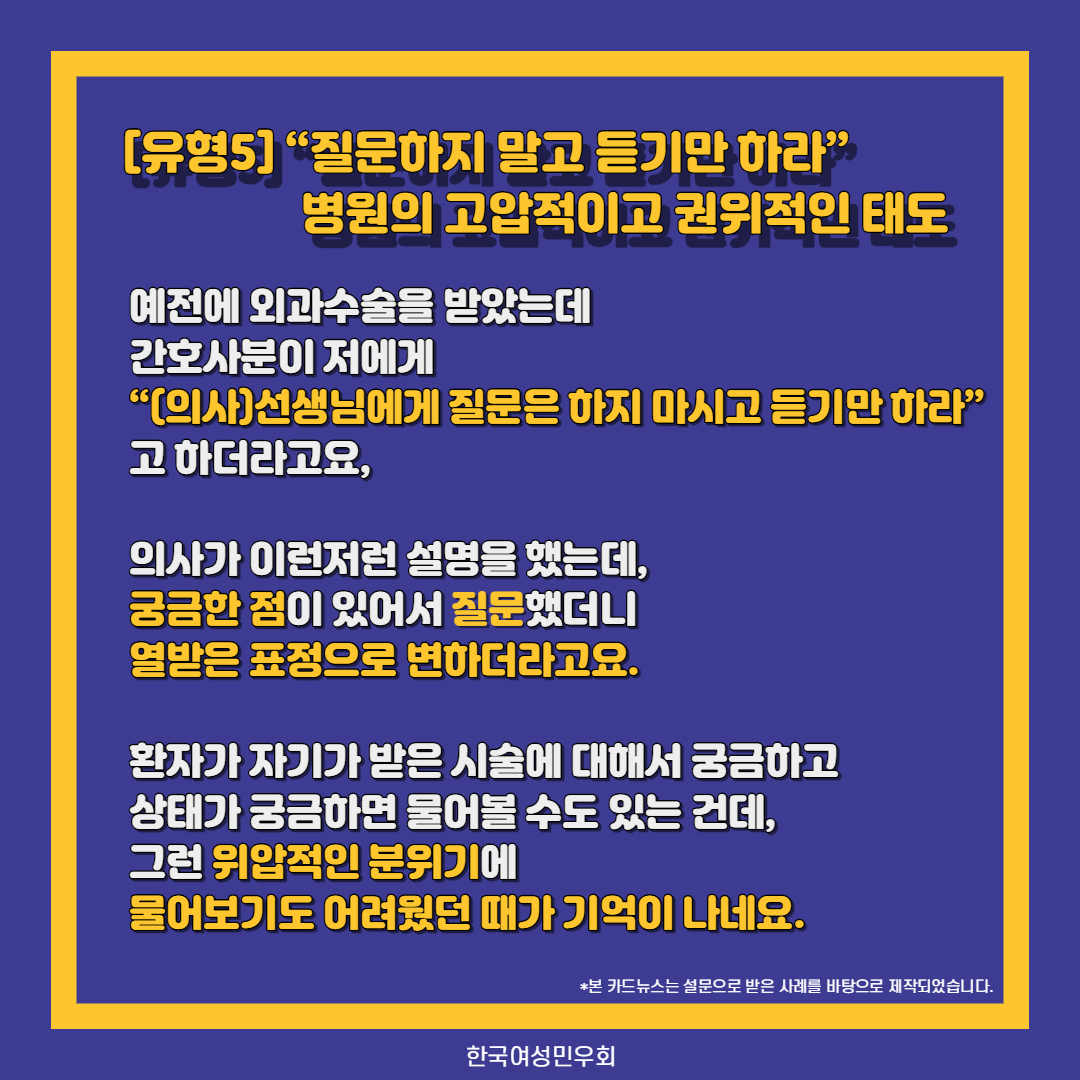 [유형5] “질문하지 말고 듣기만 하라”
병원의 고압적이고 권위적인 태도
예전에 외과수술을 받았는데
간호사분이 저에게
“(의사)선생님에게 질문은 하지 마시고 듣기만 하라”
고 하더라고요,
의사가 이런저런 설명을 했는데,
궁금한 점이 있어서 질문했더니
열받은 표정으로 변하더라고요.
환자가 자기가 받은 시술에 대해서 궁금하고
상태가 궁금하면 물어볼 수도 있는 건데,
그런 위압적인 분위기에
물어보기도 어려웠던 때가 기억이 나네요.
*본 카드뉴스는 설문으로 받은 사례를 바탕으로 제작되었습니다.
한국여성민우회